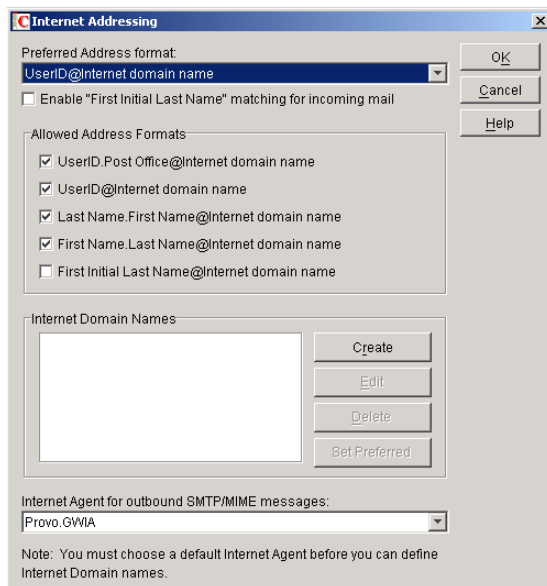 Internet Addressing
Preferred Address format:
UserID@Internet domain name
Enable "First Initial Last Name" matching for incoming mail
OK
Cancel
Help
Allowed Address Formats
UserID.Post Office@Internet domain name
UserID@Internet domain name
Last Name.First Name@Internet domain name
First Name.Last Name@Internet domain name
First Initial Last Name@Internet domain name
Internet Domain Names
Create
Edit
Delete
Set Preferred
Internet Agent for outbound SMTP/MIME messages:
Provo.GWIA
Note:  You must choose a default Internet Agent before you can define
Internet Domain names.